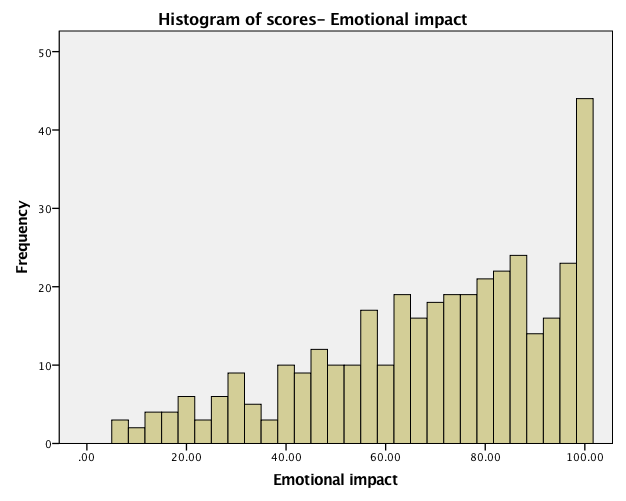 Histogram of scores– Emotional impact
50
40
30
20
10
0
Frequency
.00 20.00 40.00 60.00 80.00 100.00
Emotional impact